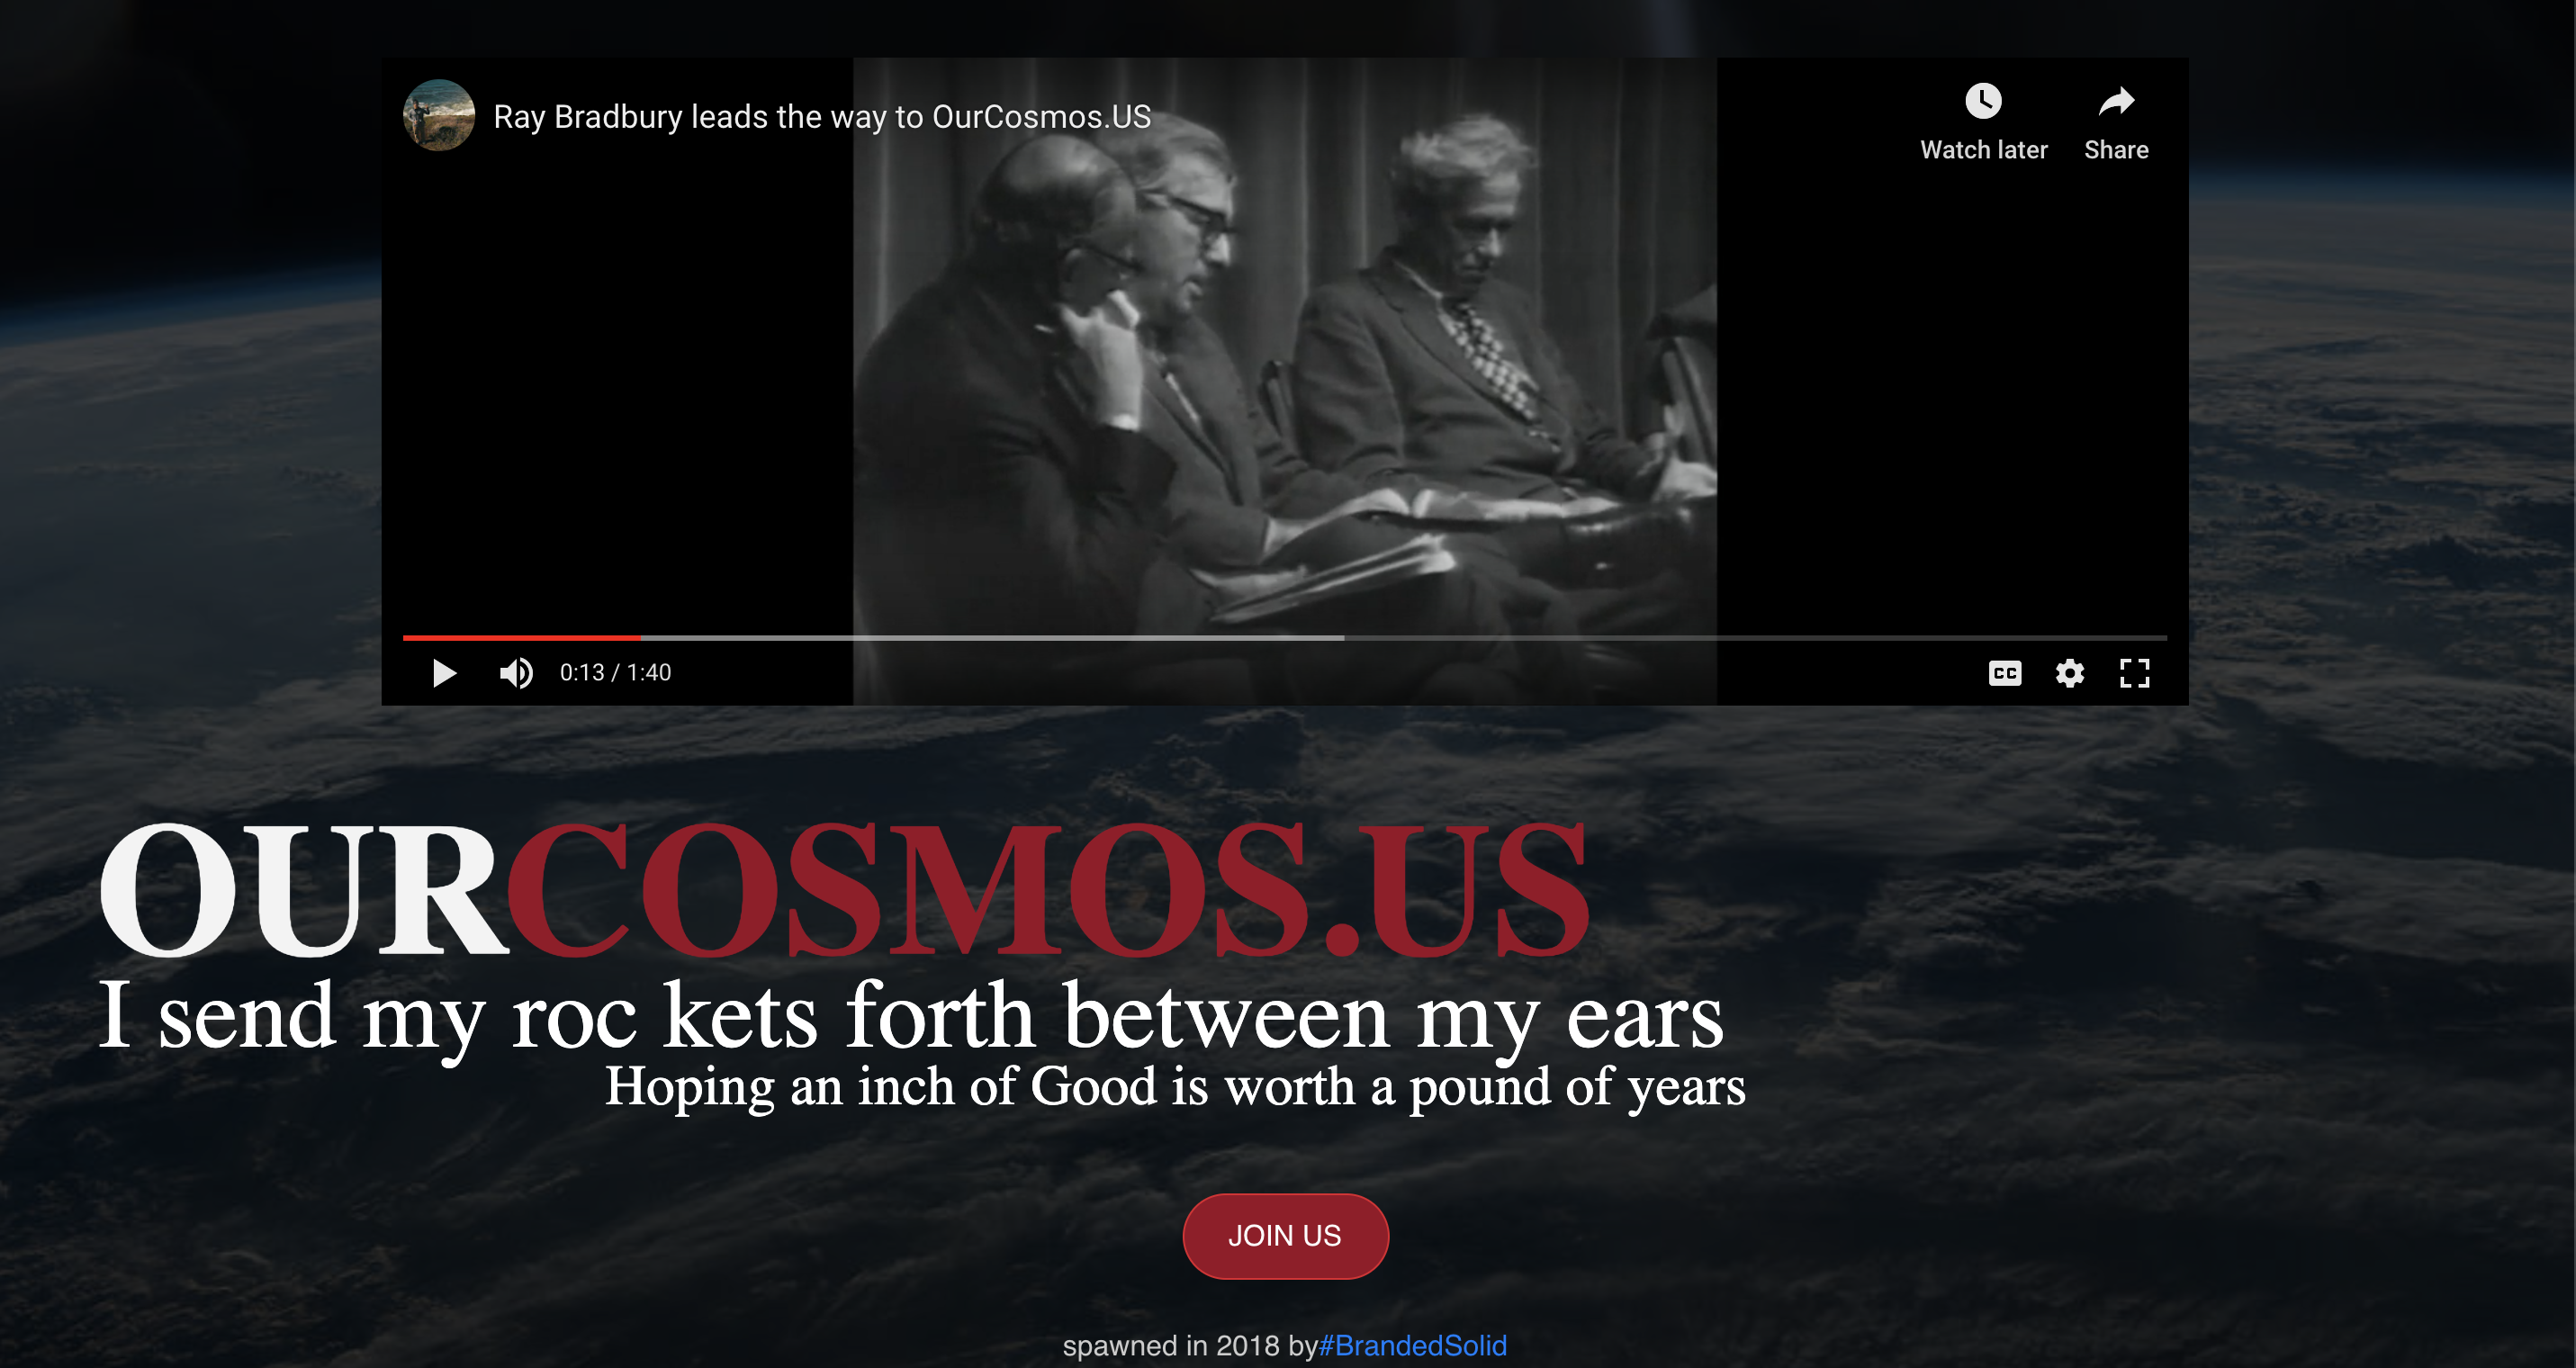 Ray Bradbury leads the way to OurCosmos.US
Watch later
Share
0:13 / 1:40
CC
OURCOSMOS.US
I send my roc kets forth between my ears
Hoping an inch of Good is worth a pound of years
JOIN US
spawned in 2018 by#BrandedSolid